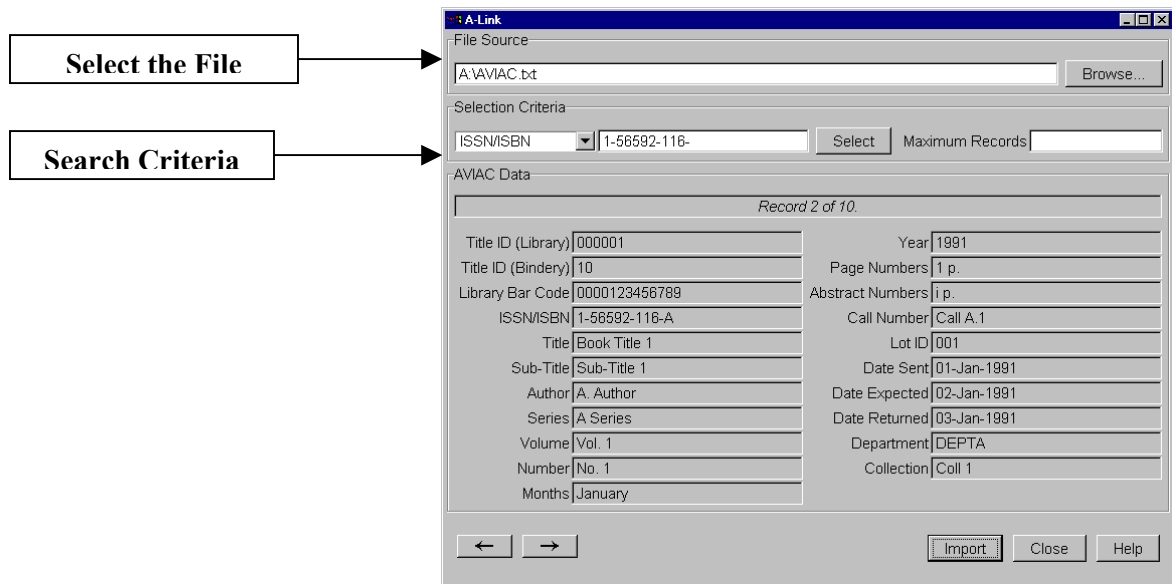 A-Link
File Source
Select the File
A:\AVIAC.txt
Browse...
Selection Criteria
Search Criteria
ISSN/ISBN 1-56592-116- Select Maximum Records
AVIAC Data
Record 2 of 10.
Title ID (Library) 000001
Title ID (Bindery) 10
Library Bar Code 0000123456789
ISSN/ISBN 1-56592-116-A
Title Book Title 1
Sub-Title Sub-Title 1
Author A. Author
Series A Series
Volume Vol. 1
Number No. 1
Months January
Year 1991
Page Numbers 1 p.
Abstract Numbers i p.
Call Number Call A.1
Lot ID 001
Date Sent 01-Jan-1991
Date Expected 02-Jan-1991
Date Returned 03-Jan-1991
Department DEPTA
Collection Coll 1
← → Import Close Help